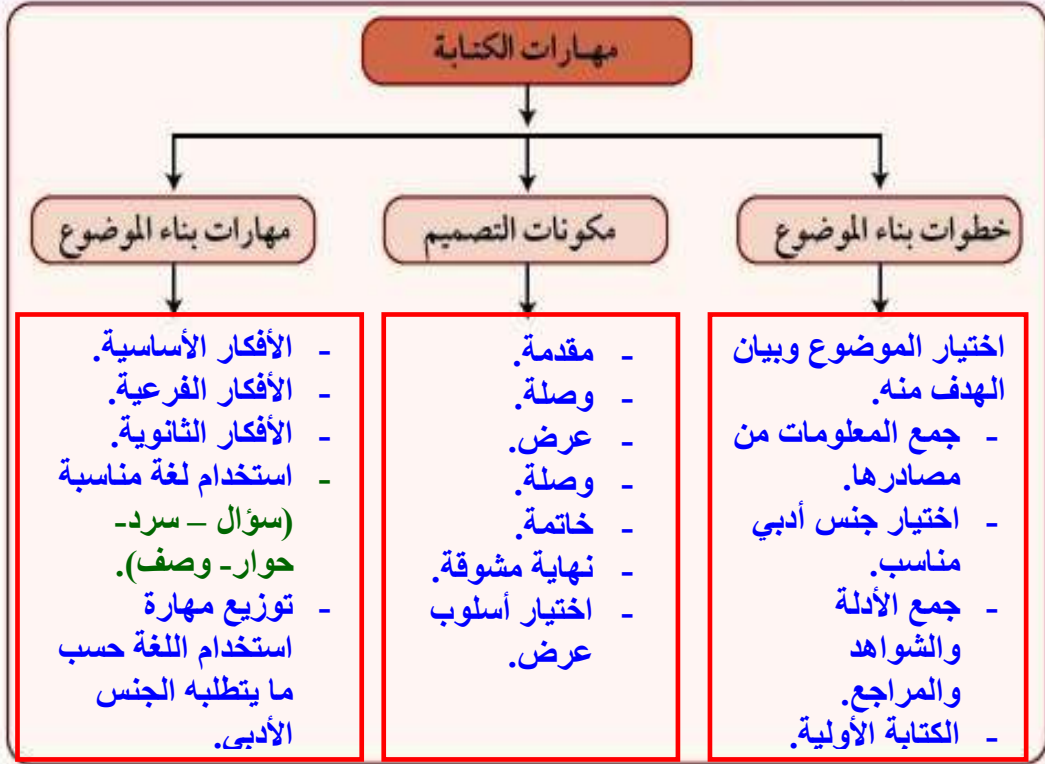 مهارات الكتابة
خطوات بناء الموضوع
مكونات التصميم
مهارات بناء الموضوع
اختيار الموضوع وبيان
الهدف منه.
- جمع المعلومات من
مصادرها.
- اختيار جنس أدبي
مناسب.
- جمع الأدلة
والشواهد
والمراجع.
- الكتابة الأولية.
- مقدمة.
- وصلة.
- عرض.
- وصلة.
- خاتمة.
- نهاية مشوقة.
- اختيار أسلوب
عرض.
- الأفكار الأساسية.
- الأفكار الفرعية.
- الأفكار الثانوية.
- استخدام لغة مناسبة
(سؤال – سرد-
حوار- وصف).
- توزيع مهارة
استخدام اللغة حسب
ما يتطلبه الجنس
الأدبي.